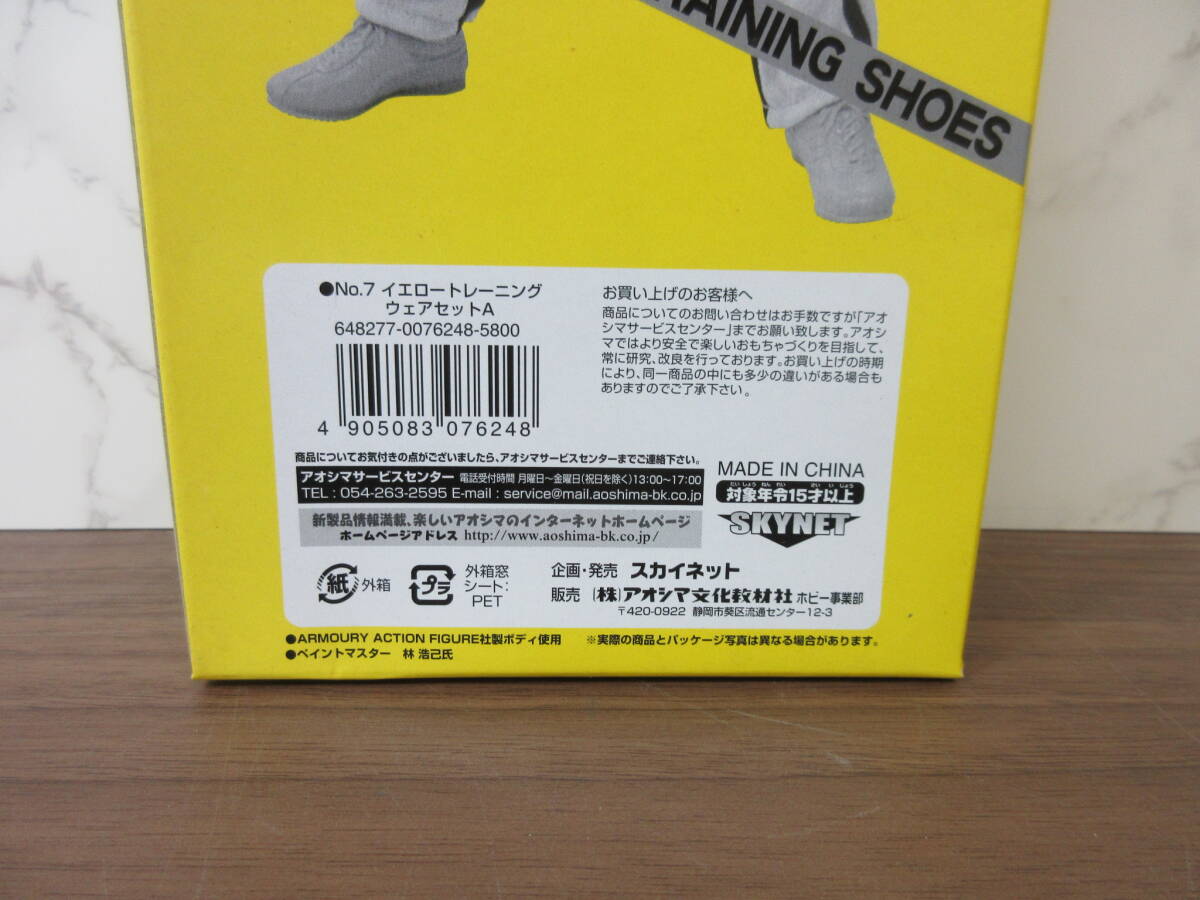 TRAINING SHOES
●No.7 イエロートレーニング
ウェアセットA
648277-0076248-5800
4 905083 076248
お買い上げのお客様へ
商品についてのお問い合わせはお手数ですが「アオ
シマサービスセンター」までお願い致します。アオシ
マではより安全で楽しいおもちゃづくりを目指して、
常に研究、改良を行っております。お買い上げの時期
により、同一商品の中にも多少の違いがある場合も
ありますのでご了承下さい。
商品についてお気付きの点がございましたら、アオシマサービスセンターまでご連絡下さい。
アオシマサービスセンター 電話受付時間 月曜日〜金曜日(祝日を除く)13:00〜17:00
TEL : 054-263-2595 E-mail : service@mail.aoshima-bk.co.jp
新製品情報満載、楽しいアオシマのインターネットホームページ
ホームページアドレス http://www.aoshima-bk.co.jp/
MADE IN CHINA
たいしょうねんれい さいいじょう
対象年令15才以上
SKYNET
紙 外箱
プラ 外箱窓
シート:
PET
企画・発売 スカイネット
販売 (株)アオシマ文化教材社 ホビー事業部
〒420-0922 静岡市葵区流通センター12-3
●ARMOURY ACTION FIGURE社製ボディ使用 ※実際の商品とパッケージ写真は異なる場合があります。
●ペイントマスター 林 浩己氏